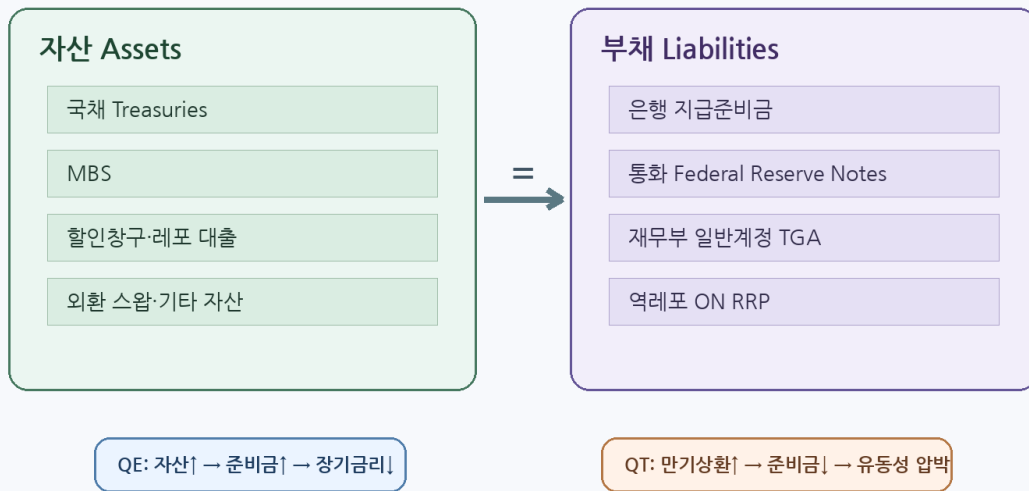 자산 Assets
국채 Treasuries
MBS
할인창구·레포 대출
외환 스왑·기타 자산
=
부채 Liabilities
은행 지급준비금
통화 Federal Reserve Notes
재무부 일반계정 TGA
역레포 ON RRP
QE: 자산↑ → 준비금↑ → 장기금리↓
QT: 만기상환↑ → 준비금↓ → 유동성 압박